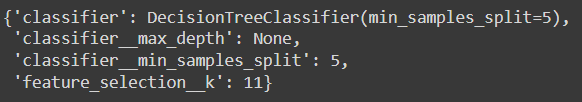 {'classifier': DecisionTreeClassifier(min_samples_split=5),
 'classifier__max_depth': None,
 'classifier__min_samples_split': 5,
 'feature_selection__k': 11}